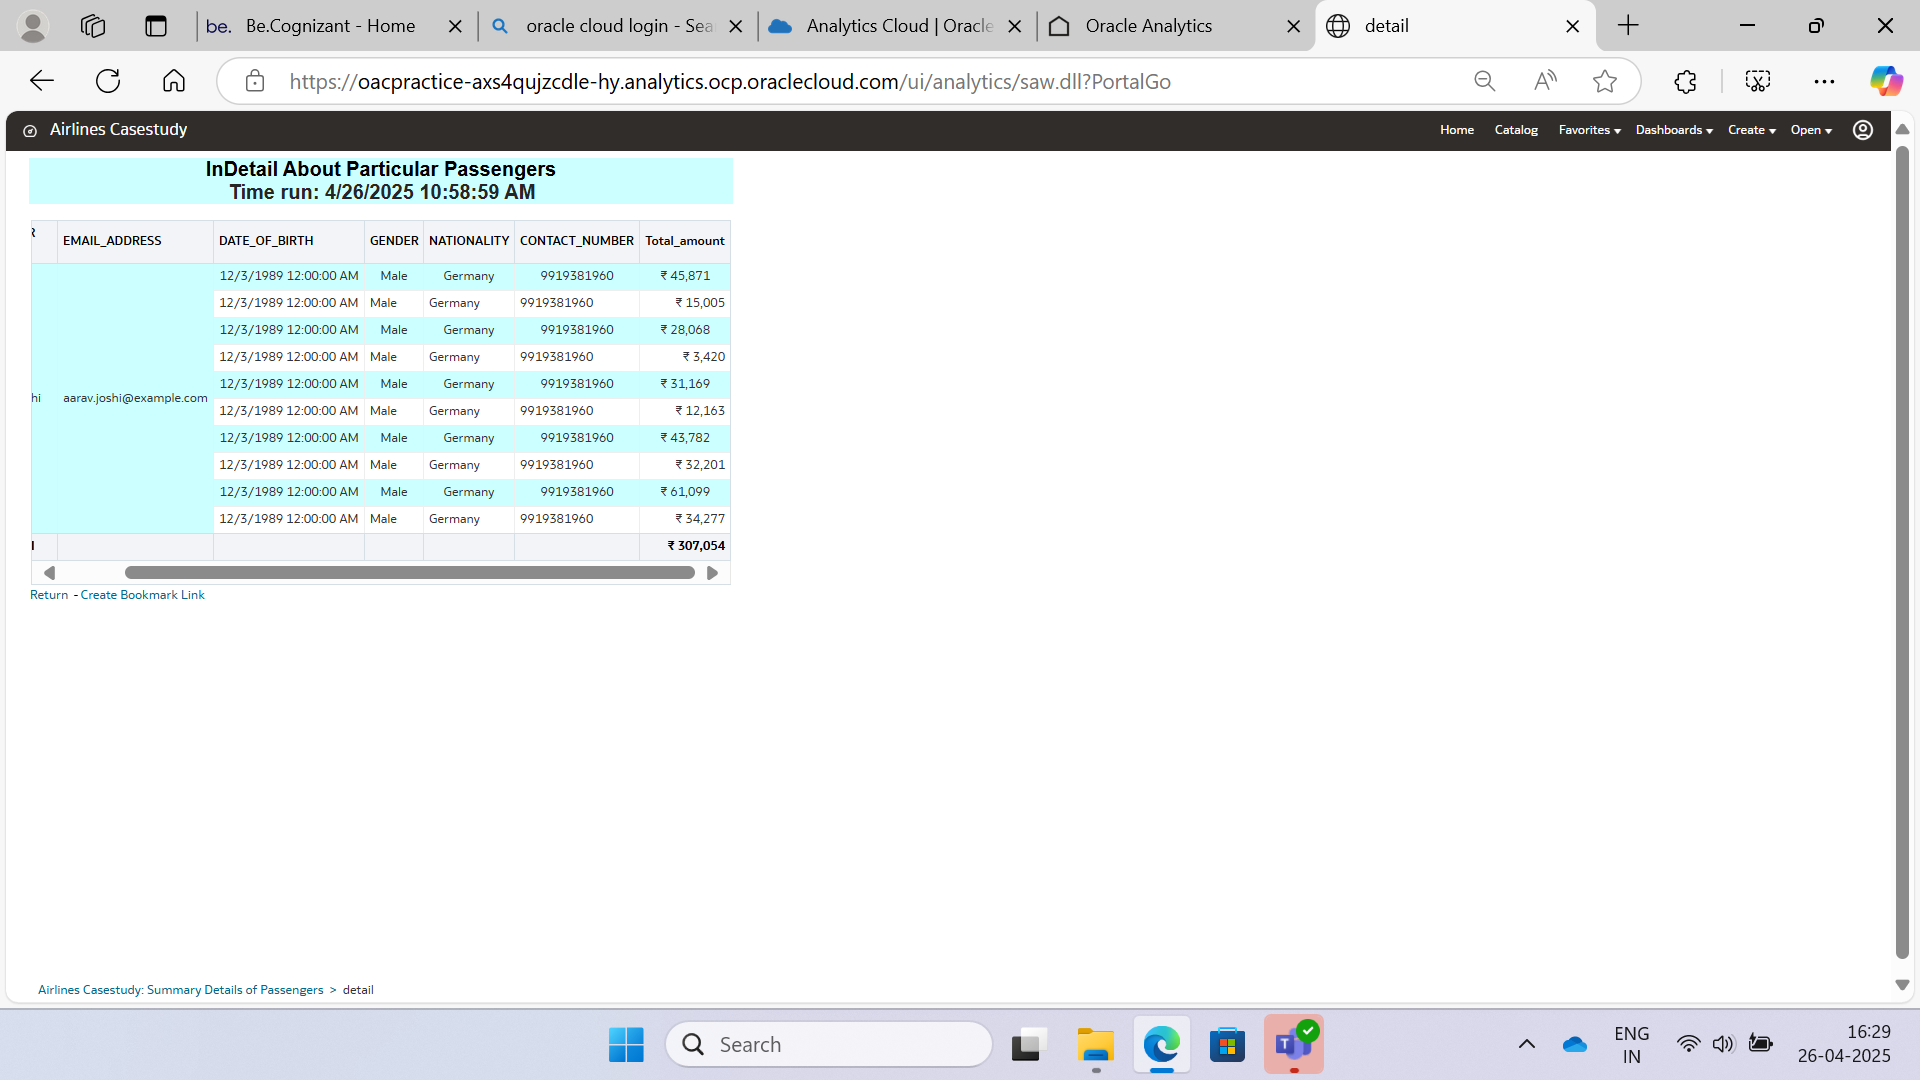 be. Be.Cognizant - Home
oracle cloud login - Sea
Analytics Cloud | Oracle
Oracle Analytics
detail
https://oacpractice-axs4qujzcdle-hy.analytics.ocp.oraclecloud.com/ui/analytics/saw.dll?PortalGo
Airlines Casestudy Home Catalog Favorites Dashboards Create Open
InDetail About Particular Passengers
Time run: 4/26/2025 10:58:59 AM
R EMAIL_ADDRESS DATE_OF_BIRTH GENDER NATIONALITY CONTACT_NUMBER Total_amount
12/3/1989 12:00:00 AM Male Germany 9919381960 ₹ 45,871
12/3/1989 12:00:00 AM Male Germany 9919381960 ₹ 15,005
12/3/1989 12:00:00 AM Male Germany 9919381960 ₹ 28,068
12/3/1989 12:00:00 AM Male Germany 9919381960 ₹ 3,420
12/3/1989 12:00:00 AM Male Germany 9919381960 ₹ 31,169
hi aarav.joshi@example.com
12/3/1989 12:00:00 AM Male Germany 9919381960 ₹ 12,163
12/3/1989 12:00:00 AM Male Germany 9919381960 ₹ 43,782
12/3/1989 12:00:00 AM Male Germany 9919381960 ₹ 32,201
12/3/1989 12:00:00 AM Male Germany 9919381960 ₹ 61,099
12/3/1989 12:00:00 AM Male Germany 9919381960 ₹ 34,277
₹ 307,054
Return - Create Bookmark Link
Airlines Casestudy: Summary Details of Passengers > detail
Search
ENG
IN
16:29
26-04-2025